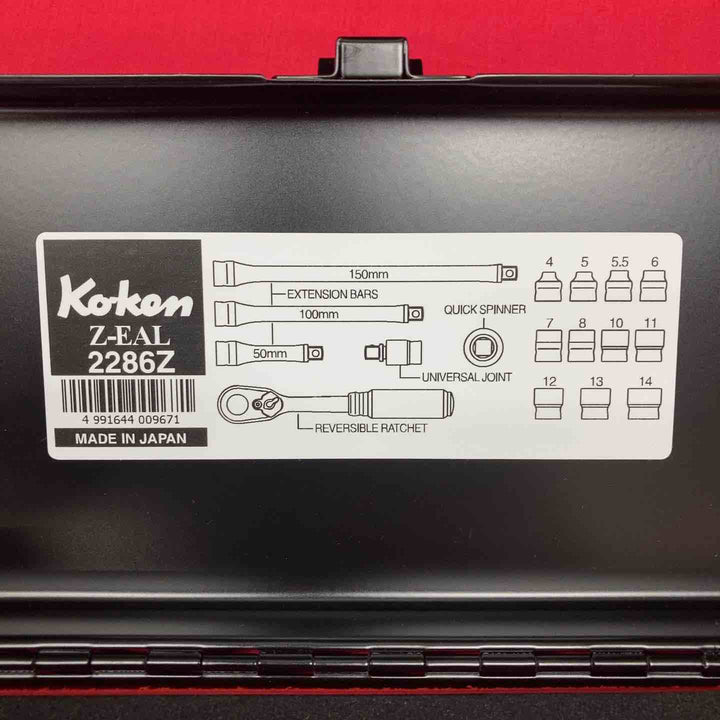 Koken
Z-EAL
2286Z
4 991644 009671
MADE IN JAPAN
150mm
EXTENSION BARS
100mm
50mm
QUICK SPINNER
UNIVERSAL JOINT
REVERSIBLE RATCHET
4 5 5.5 6
7 8 10 11
12 13 14